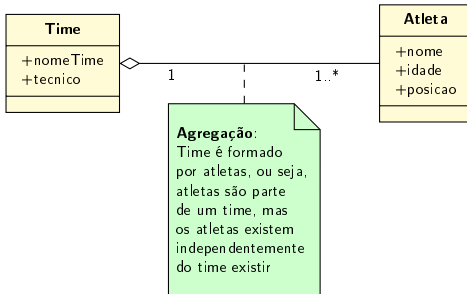 Time
+nomeTime
+tecnico
1
1..*
Atleta
+nome
+idade
+posicao
Agregação:
Time é formado
por atletas, ou seja,
atletas são parte
de um time, mas
os atletas existem
independentemente
do time existir